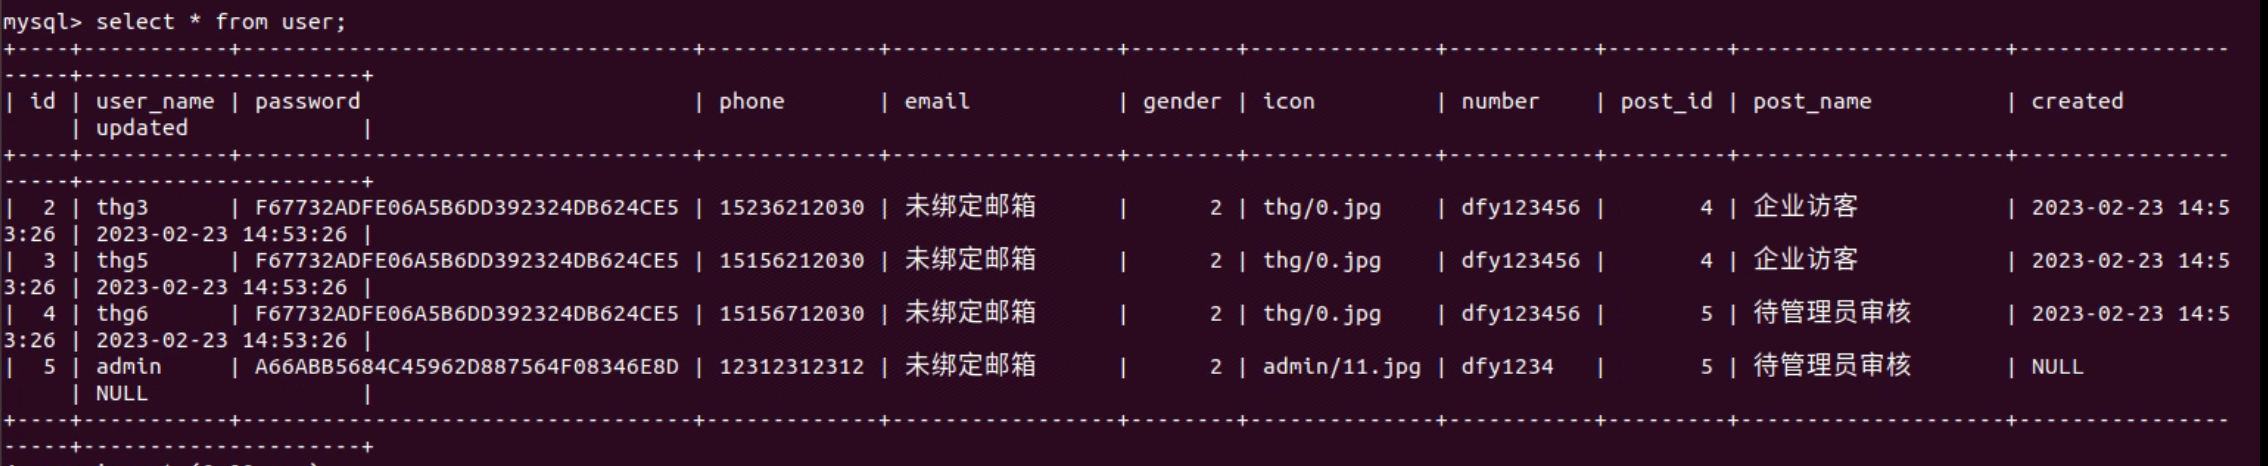 mysql> select * from user;
+----+-----------+----------------------------------+-------------+-----------------+--------+--------------+-----------+---------+--------------------+----------------
-----+---------------------+
| id | user_name | password                         | phone       | email           | gender | icon         | number    | post_id | post_name          | created
     | updated             |
+----+-----------+----------------------------------+-------------+-----------------+--------+--------------+-----------+---------+--------------------+----------------
-----+---------------------+
|  2 | thg3      | F67732ADFE06A5B6DD392324DB624CE5 | 15236212030 | 未绑定邮箱      |      2 | thg/0.jpg    | dfy123456 |       4 | 企业访客           | 2023-02-23 14:5
3:26 | 2023-02-23 14:53:26 |
|  3 | thg5      | F67732ADFE06A5B6DD392324DB624CE5 | 15156212030 | 未绑定邮箱      |      2 | thg/0.jpg    | dfy123456 |       4 | 企业访客           | 2023-02-23 14:5
3:26 | 2023-02-23 14:53:26 |
|  4 | thg6      | F67732ADFE06A5B6DD392324DB624CE5 | 15156712030 | 未绑定邮箱      |      2 | thg/0.jpg    | dfy123456 |       5 | 待管理员审核       | 2023-02-23 14:5
3:26 | 2023-02-23 14:53:26 |
|  5 | admin     | A66ABB5684C45962D887564F08346E8D | 12312312312 | 未绑定邮箱      |      2 | admin/11.jpg | dfy1234   |       5 | 待管理员审核       | NULL
     | NULL                |
+----+-----------+----------------------------------+-------------+-----------------+--------+--------------+-----------+---------+--------------------+----------------
-----+---------------------+